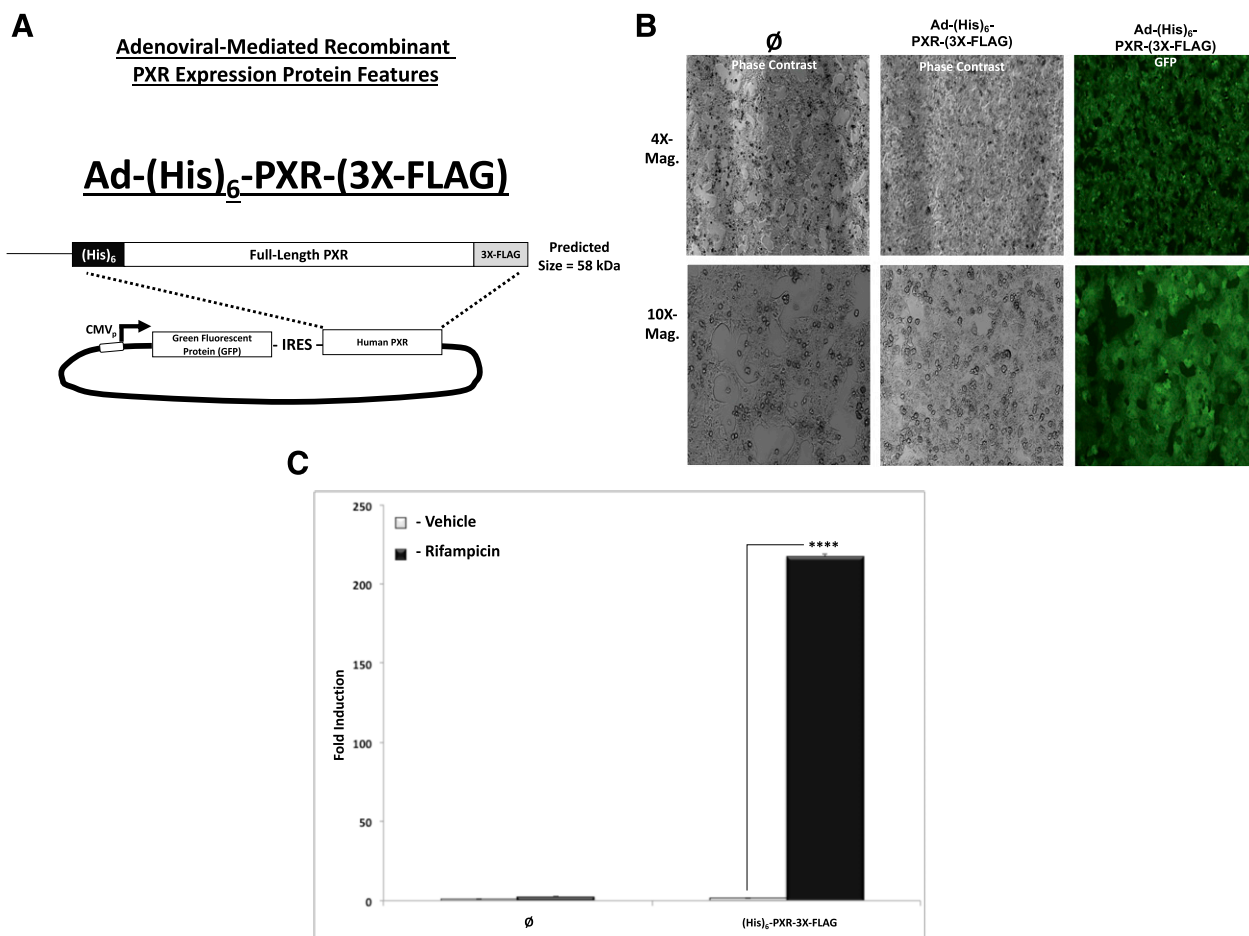 A
Adenoviral-Mediated Recombinant
PXR Expression Protein Features
Ad-(His)6-PXR-(3X-FLAG)
(His)6
Full-Length PXR
3X-FLAG
Predicted
Size = 58 kDa
CMVp
Green Fluorescent
Protein (GFP)
- IRES -
Human PXR
B
Ø
Phase Contrast
Ad-(His)6-
PXR-(3X-FLAG)
Phase Contrast
Ad-(His)6-
PXR-(3X-FLAG)
GFP
4X-
Mag.
10X-
Mag.
C
250
200
150
100
50
0
Fold Induction
- Vehicle
- Rifampicin
****
Ø
(His)6-PXR-3X-FLAG